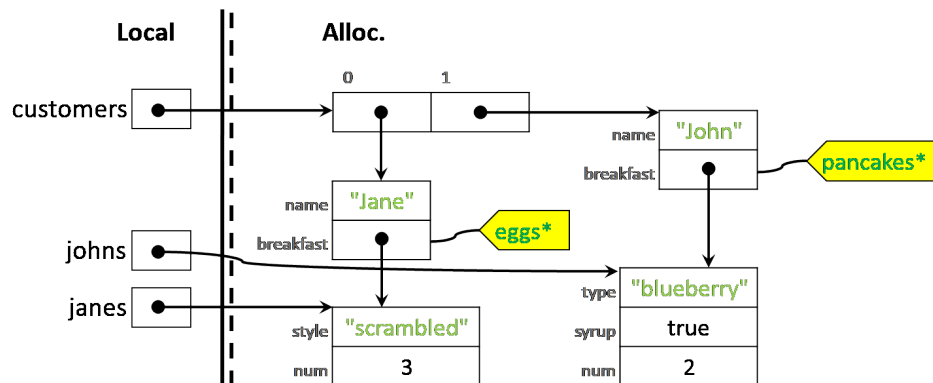 Local
Alloc.
0 1
customers
name "John"
breakfast
pancakes*
name "Jane"
breakfast
eggs*
johns
janes
type "blueberry"
syrup true
num 2
style "scrambled"
num 3